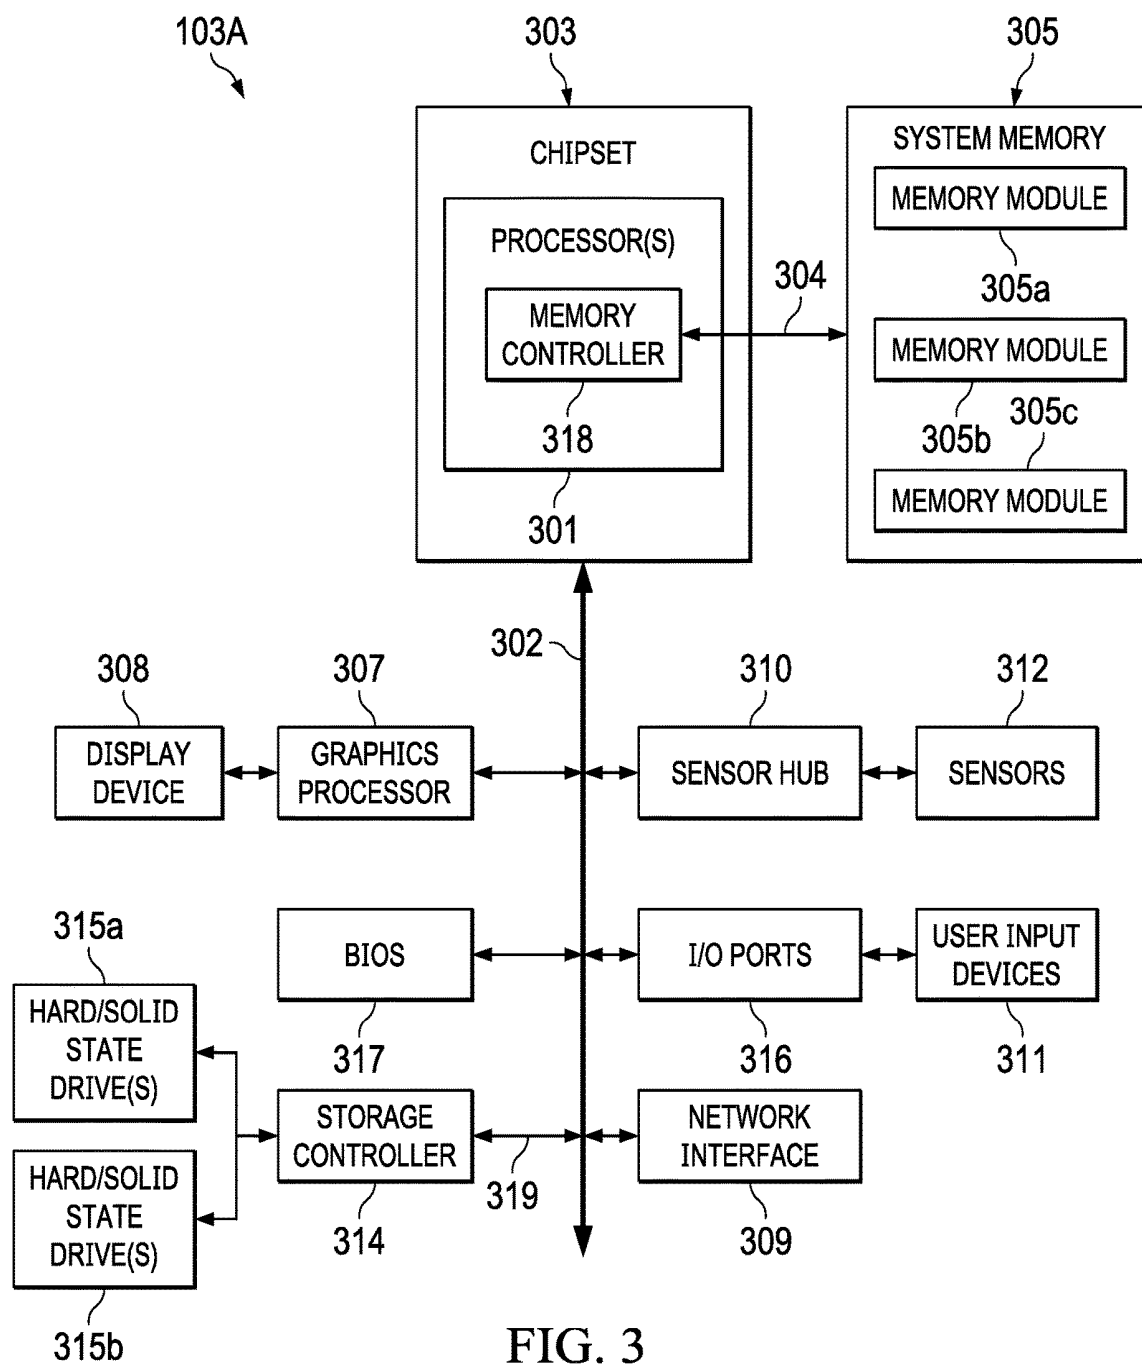 103A
303
305
CHIPSET
SYSTEM MEMORY
MEMORY MODULE
PROCESSOR(S)
304
305a
MEMORY
CONTROLLER
MEMORY MODULE
318
305b
305c
301
MEMORY MODULE
302
308
307
310
312
DISPLAY
DEVICE
GRAPHICS
PROCESSOR
SENSOR HUB
SENSORS
315a
BIOS
I/O PORTS
USER INPUT
DEVICES
HARD/SOLID
STATE
DRIVE(S)
317
316
311
STORAGE
CONTROLLER
NETWORK
INTERFACE
HARD/SOLID
STATE
DRIVE(S)
319
314
309
315b
FIG. 3